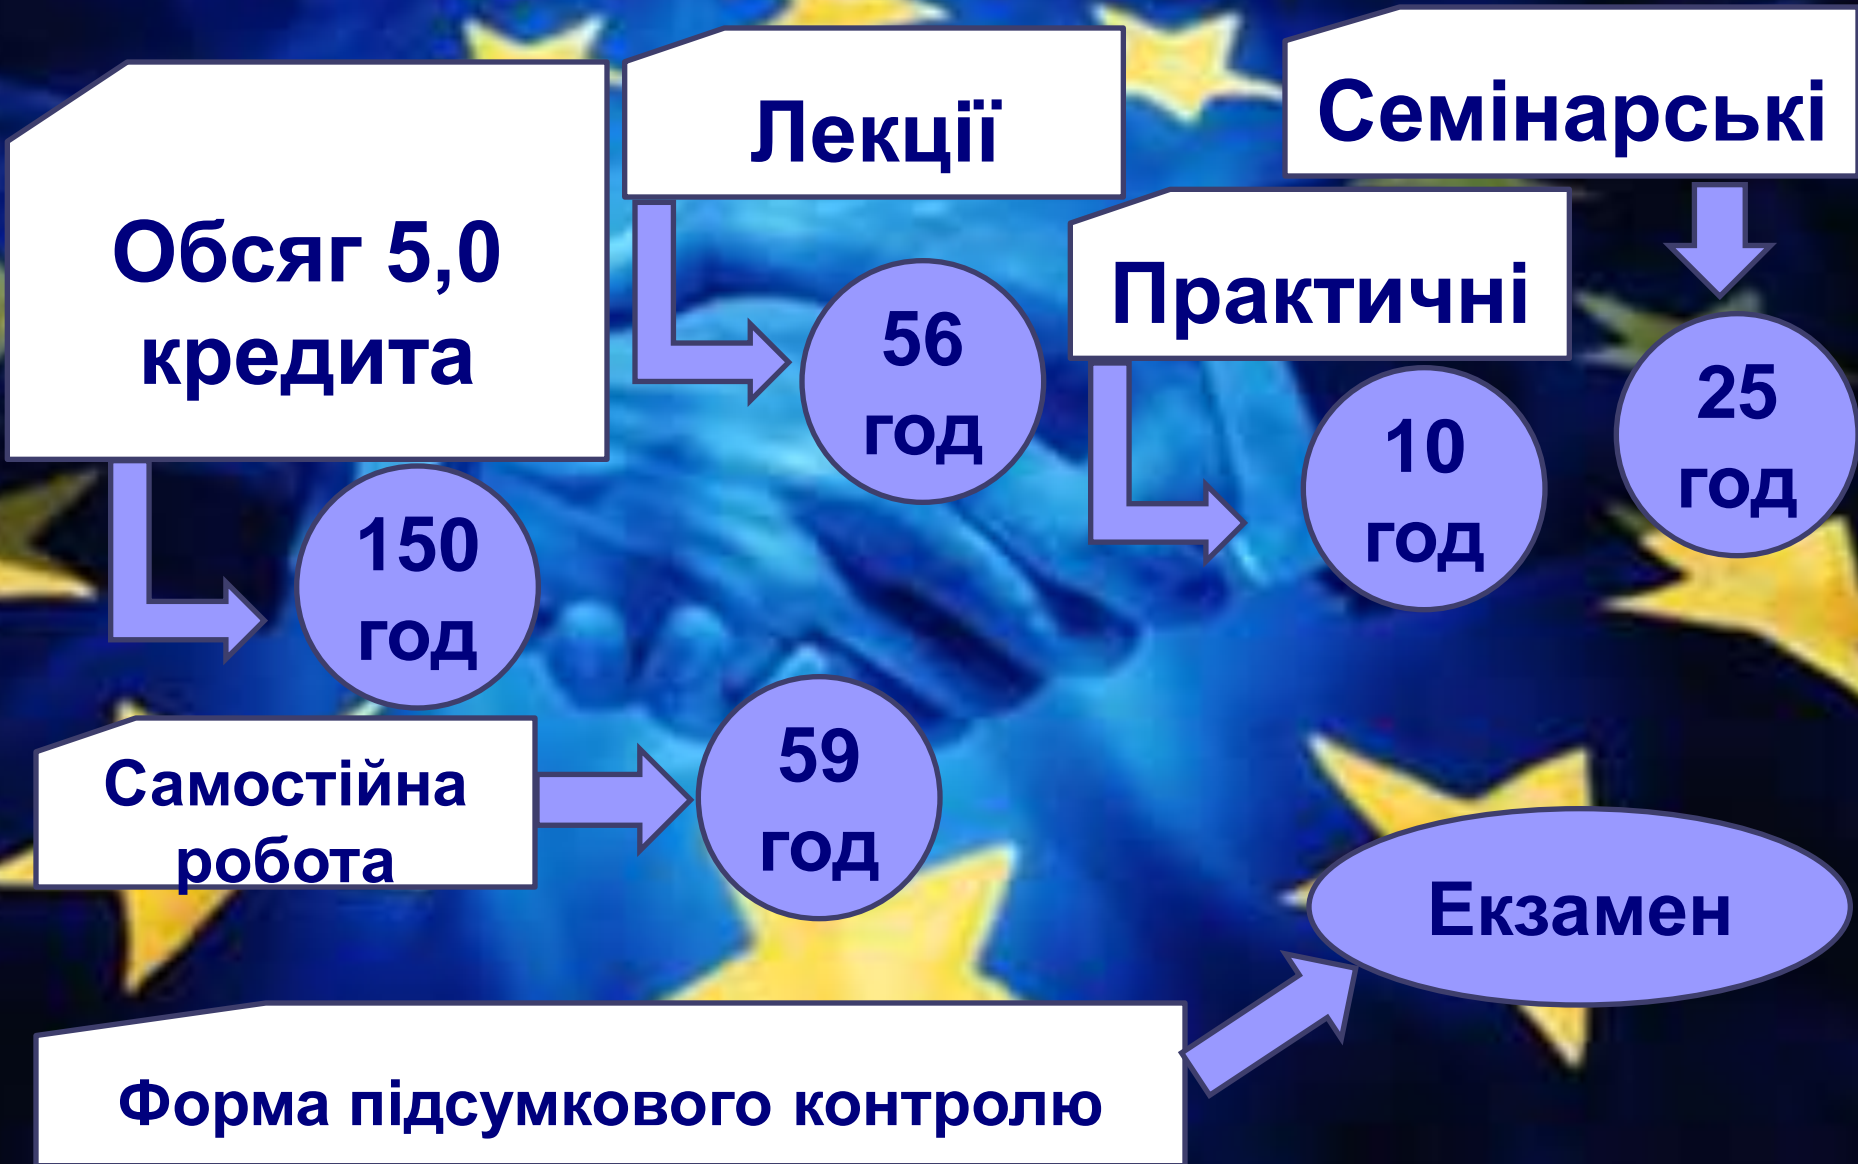 Обсяг 5,0
кредита
150
год
Лекції
56
год
Практичні
10
год
Семінарські
25
год
Самостійна
робота
59
год
Форма підсумкового контролю
Екзамен